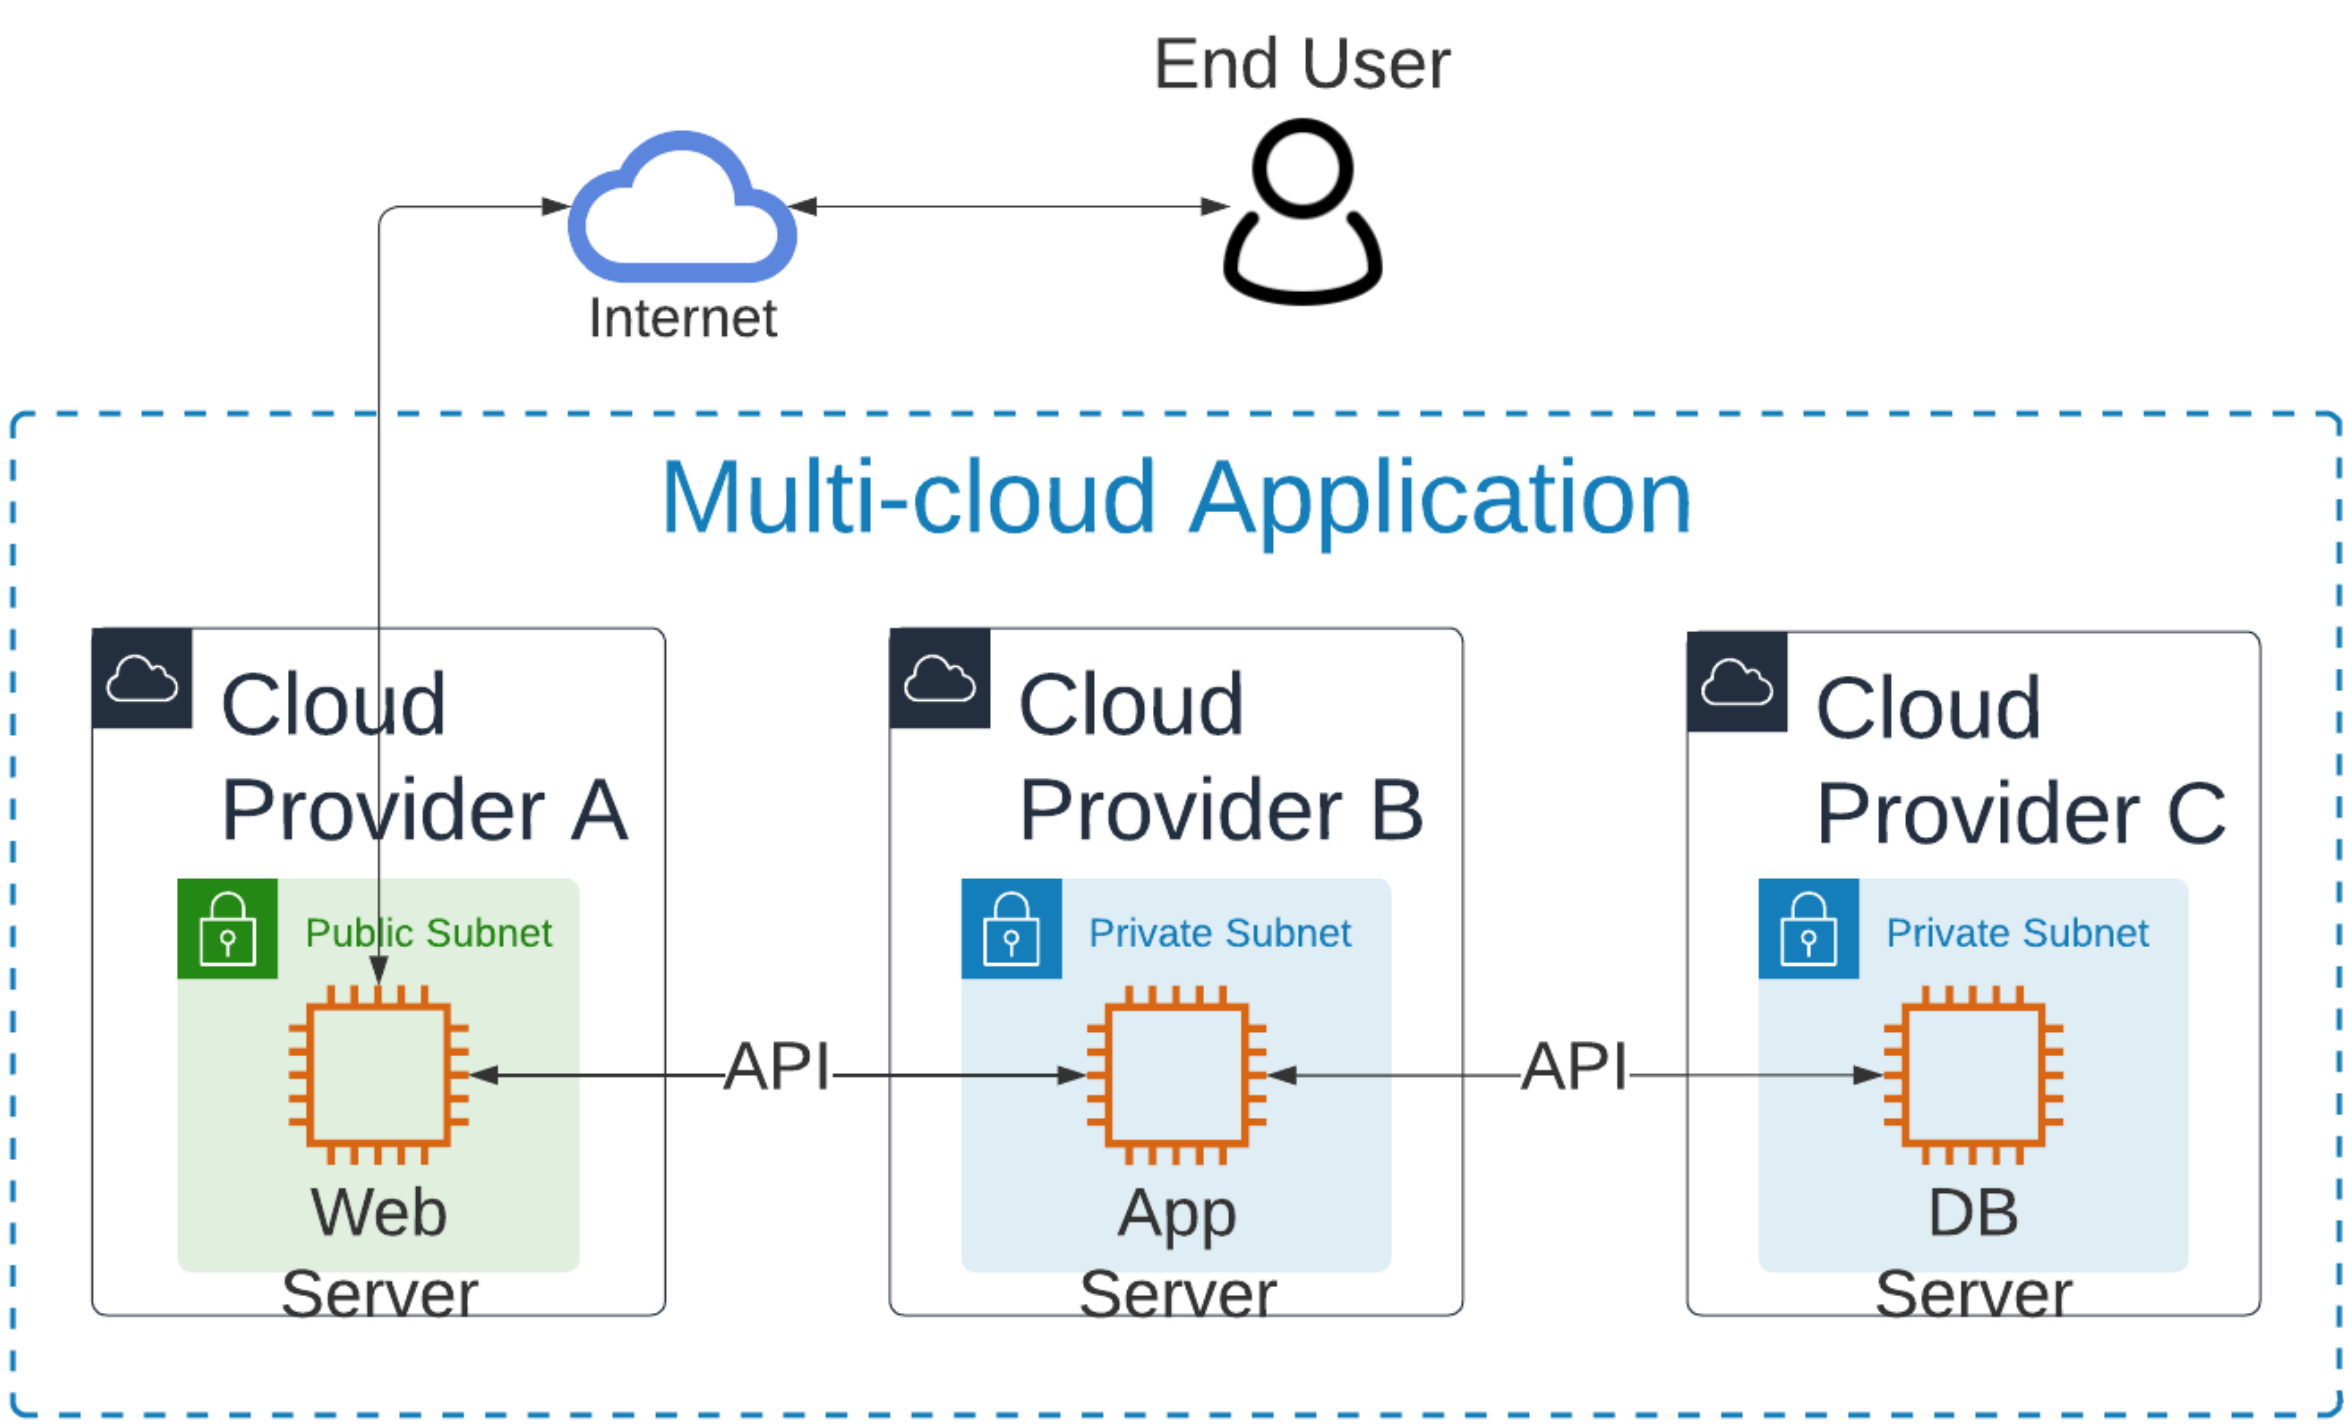 End User
Internet
Multi-cloud Application
Cloud
Provider A
Public Subnet
Web
Server
API
Cloud
Provider B
Private Subnet
App
Server
API
Cloud
Provider C
Private Subnet
DB
Server